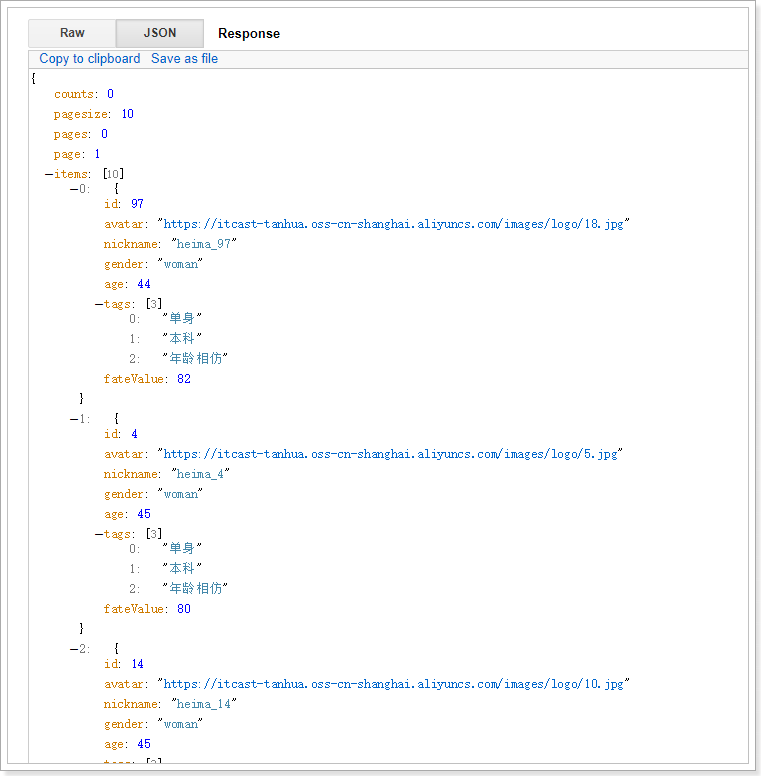 Raw JSON Response
Copy to clipboard Save as file
{
counts: 0
pagesize: 10
pages: 0
page: 1
−items: [10]
−0: {
id: 97
avatar: "https://itcast-tanhua.oss-cn-shanghai.aliyuncs.com/images/logo/18.jpg"
nickname: "heima_97"
gender: "woman"
age: 44
−tags: [3]
0: "单身"
1: "本科"
2: "年龄相仿"
fateValue: 82
}
−1: {
id: 4
avatar: "https://itcast-tanhua.oss-cn-shanghai.aliyuncs.com/images/logo/5.jpg"
nickname: "heima_4"
gender: "woman"
age: 45
−tags: [3]
0: "单身"
1: "本科"
2: "年龄相仿"
fateValue: 80
}
−2: {
id: 14
avatar: "https://itcast-tanhua.oss-cn-shanghai.aliyuncs.com/images/logo/10.jpg"
nickname: "heima_14"
gender: "woman"
age: 45